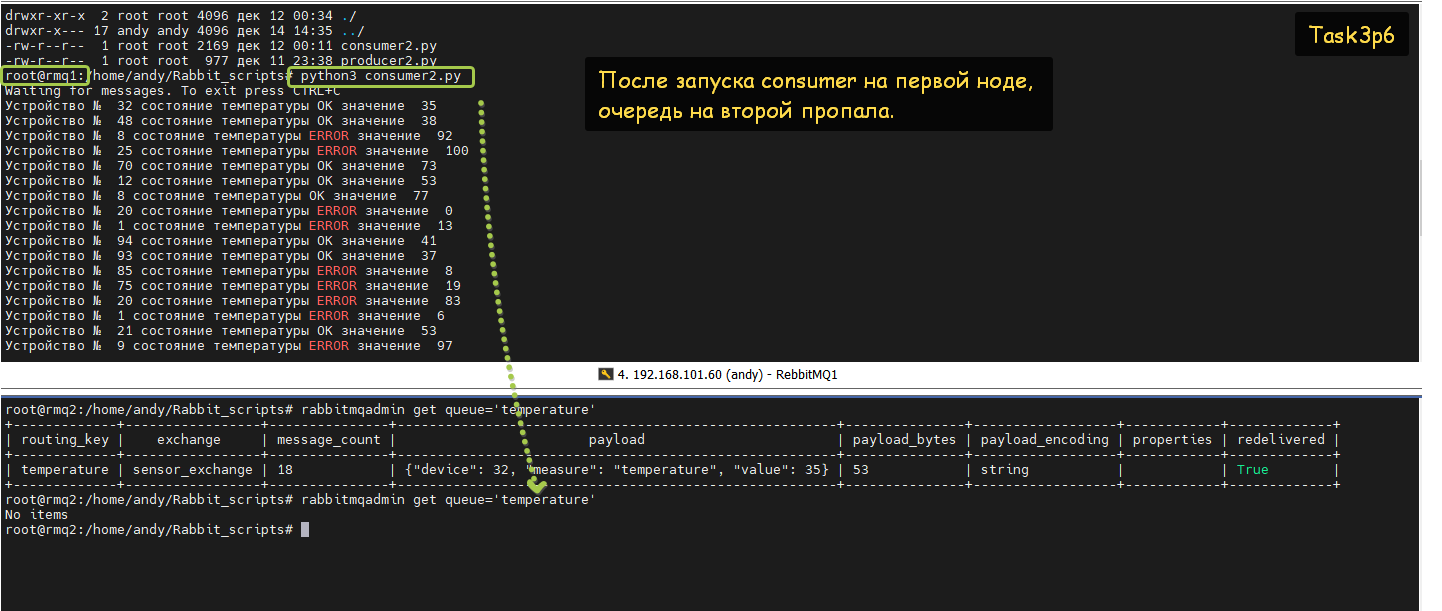 drwxr-xr-x  2 root root 4096 дек 12 00:34 ./
drwxr-x--- 17 andy andy 4096 дек 14 14:35 ../
-rw-r--r--  1 root root 2169 дек 12 00:11 consumer2.py
-rw-r--r--  1 root root  977 дек 11 23:38 producer2.py
root@rmq1:/home/andy/Rabbit_scripts# python3 consumer2.py
Waiting for messages. To exit press CTRL+C
Устройство №  32 состояние температуры OK значение  35
Устройство №  48 состояние температуры OK значение  38
Устройство №  8 состояние температуры ERROR значение  92
Устройство №  25 состояние температуры ERROR значение  100
Устройство №  70 состояние температуры OK значение  73
Устройство №  12 состояние температуры OK значение  53
Устройство №  8 состояние температуры OK значение  77
Устройство №  20 состояние температуры ERROR значение  0
Устройство №  1 состояние температуры ERROR значение  13
Устройство №  94 состояние температуры OK значение  41
Устройство №  93 состояние температуры OK значение  37
Устройство №  85 состояние температуры ERROR значение  8
Устройство №  75 состояние температуры ERROR значение  19
Устройство №  20 состояние температуры ERROR значение  83
Устройство №  1 состояние температуры ERROR значение  6
Устройство №  21 состояние температуры OK значение  53
Устройство №  9 состояние температуры ERROR значение  97
Task3p6
После запуска consumer на первой ноде,
очередь на второй пропала.
4. 192.168.101.60 (andy) - RebbitMQ1
root@rmq2:/home/andy/Rabbit_scripts# rabbitmqadmin get queue='temperature'
| routing_key | exchange | message_count | payload | payload_bytes | payload_encoding | properties | redelivered |
| temperature | sensor_exchange | 18 | {"device": 32, "measure": "temperature", "value": 35} | 53 | string | | True |
root@rmq2:/home/andy/Rabbit_scripts# rabbitmqadmin get queue='temperature'
No items
root@rmq2:/home/andy/Rabbit_scripts#